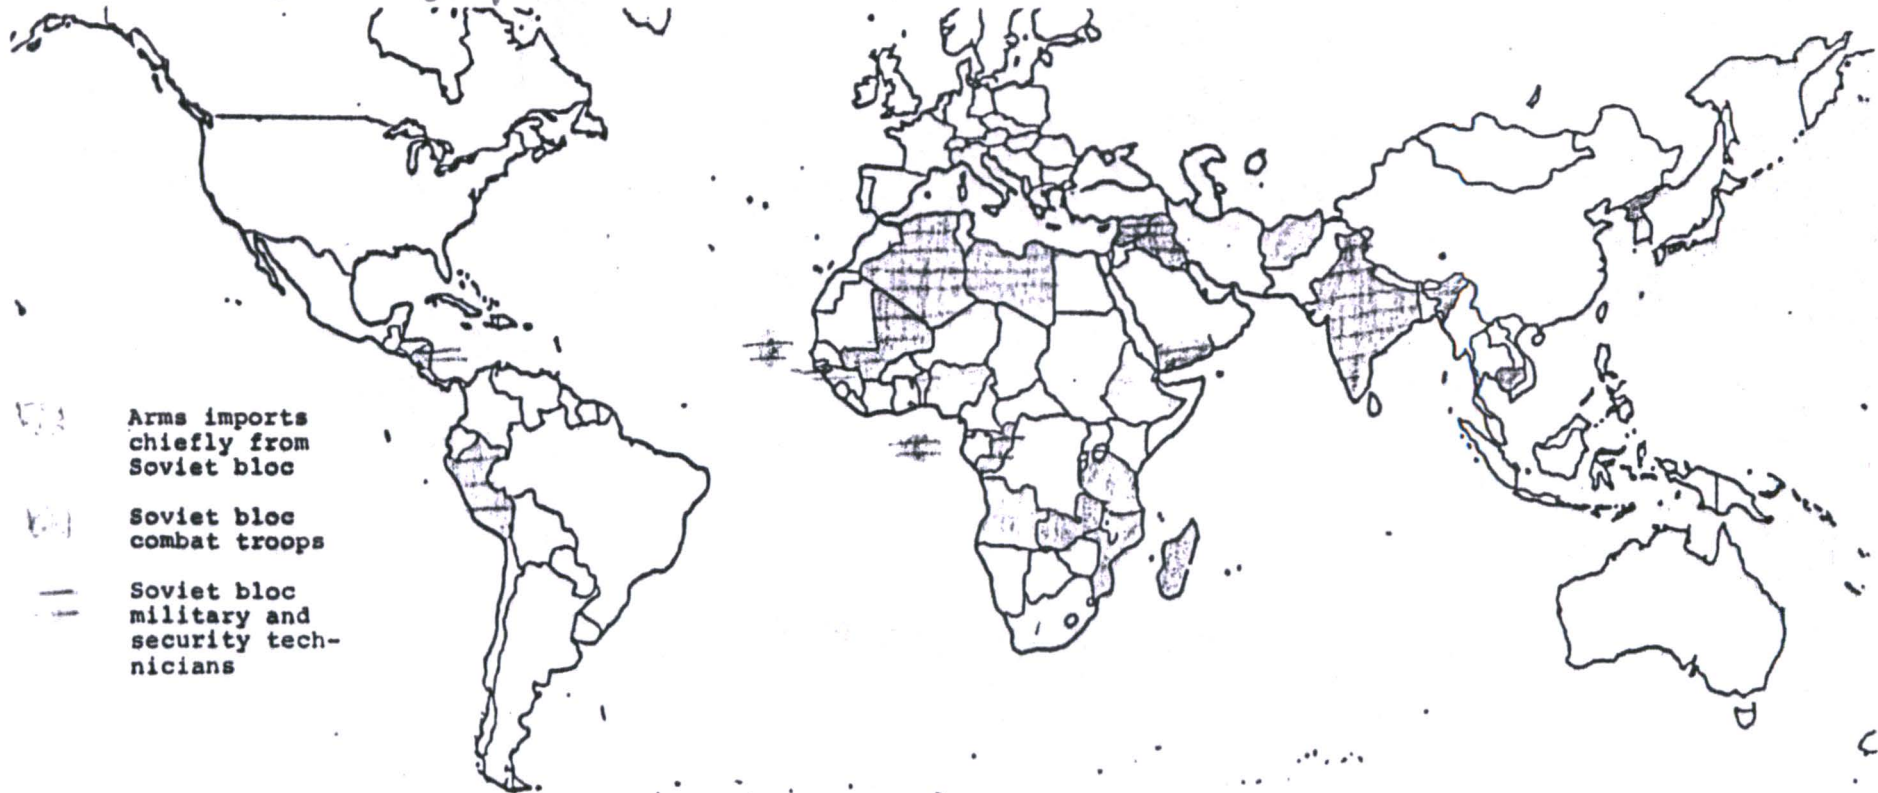 Arms imports
chiefly from
Soviet bloc
Soviet bloc
combat troops
Soviet bloc
military and
security tech-
nicians